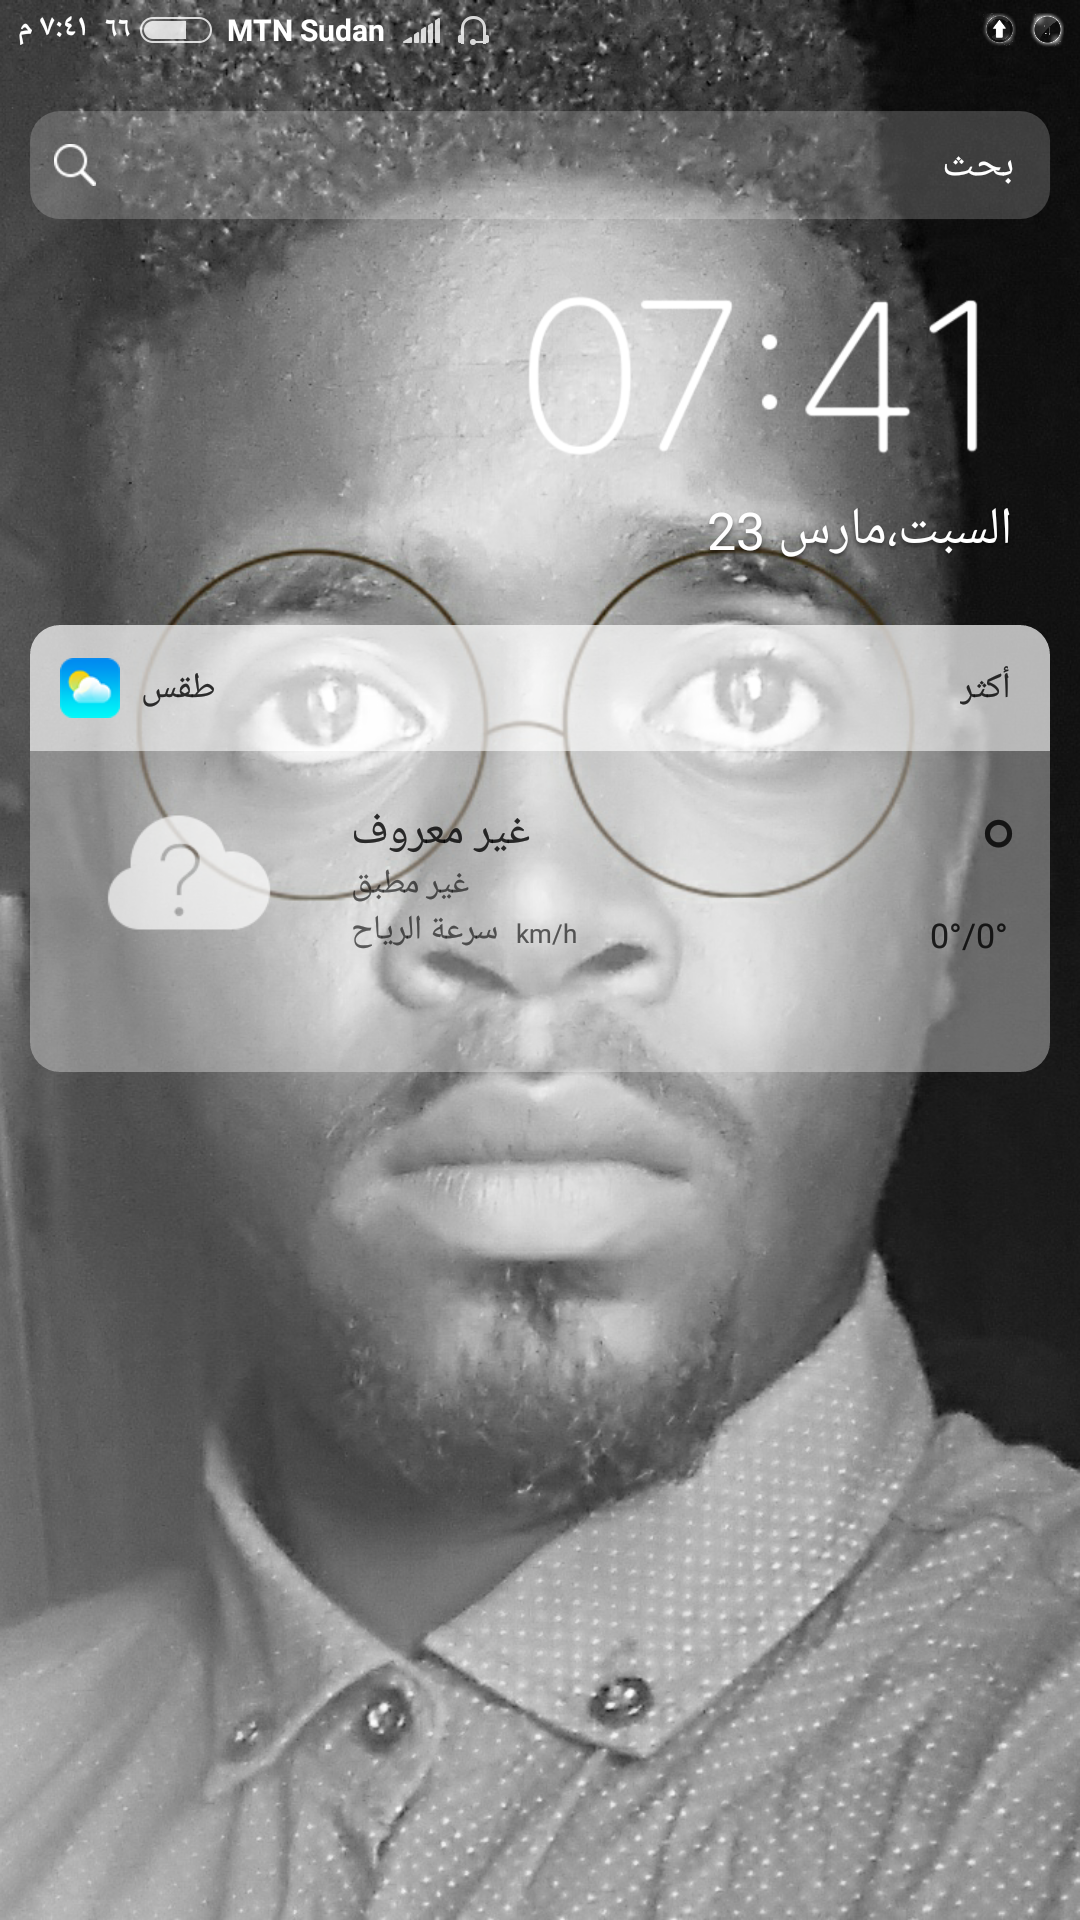 ٧:٤١ م ٦٦ MTN Sudan
بحث
07:41
السبت،مارس 23
طقس
أكثر
غير معروف
غير مطبق
سرعة الرياح km/h
0°/0°